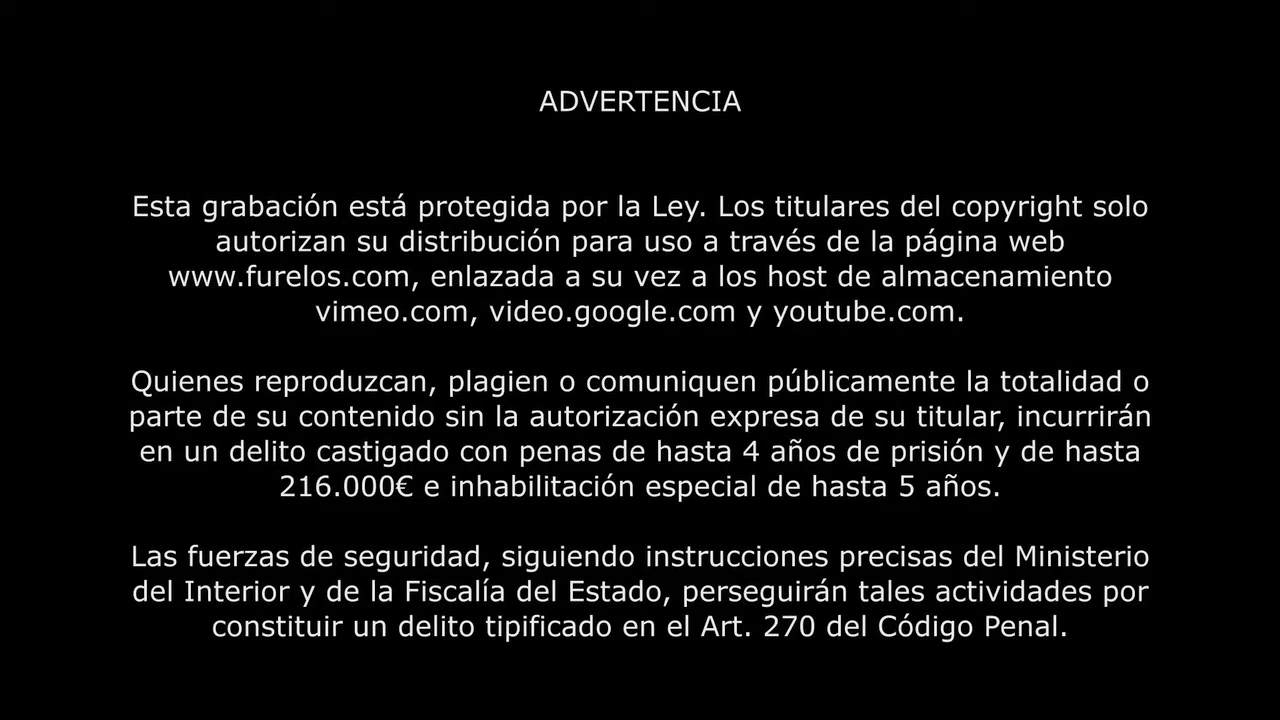 ADVERTENCIA
Esta grabación está protegida por la Ley. Los titulares del copyright solo
autorizan su distribución para uso a través de la página web
www.furelos.com, enlazada a su vez a los host de almacenamiento
vimeo.com, video.google.com y youtube.com.
Quienes reproduzcan, plagien o comuniquen públicamente la totalidad o
parte de su contenido sin la autorización expresa de su titular, incurrirán
en un delito castigado con penas de hasta 4 años de prisión y de hasta
216.000€ e inhabilitación especial de hasta 5 años.
Las fuerzas de seguridad, siguiendo instrucciones precisas del Ministerio
del Interior y de la Fiscalía del Estado, perseguirán tales actividades por
constituir un delito tipificado en el Art. 270 del Código Penal.